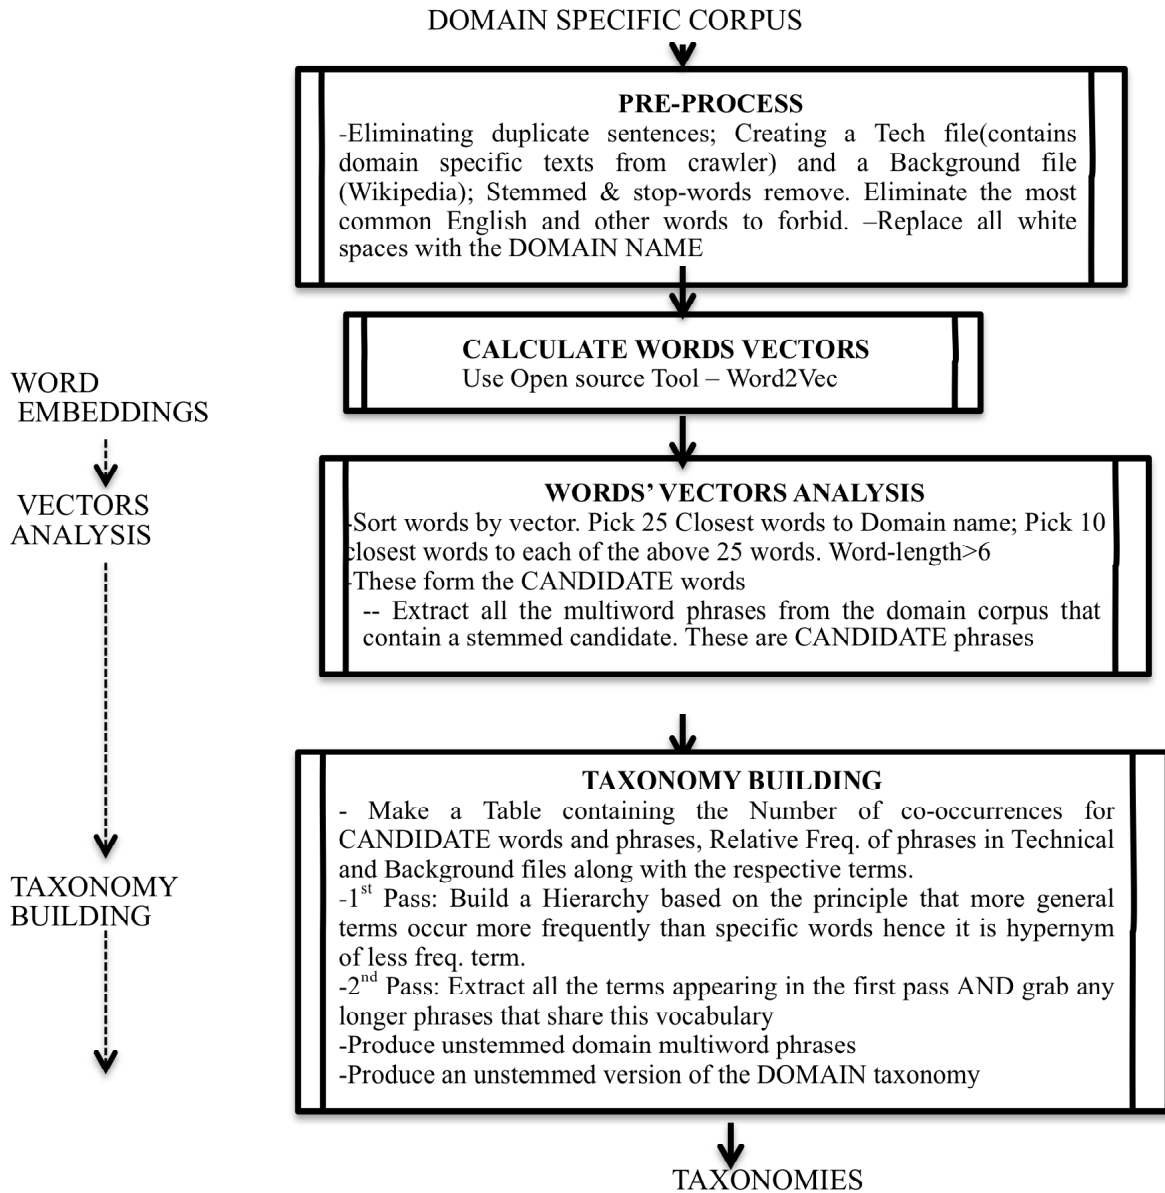 DOMAIN SPECIFIC CORPUS
PRE-PROCESS
-Eliminating duplicate sentences; Creating a Tech file(contains
domain specific texts from crawler) and a Background file
(Wikipedia); Stemmed & stop-words remove. Eliminate the most
common English and other words to forbid. –Replace all white
spaces with the DOMAIN NAME
CALCULATE WORDS VECTORS
Use Open source Tool – Word2Vec
WORD
EMBEDDINGS
VECTORS
ANALYSIS
WORDS’ VECTORS ANALYSIS
-Sort words by vector. Pick 25 Closest words to Domain name; Pick 10
closest words to each of the above 25 words. Word-length>6
-These form the CANDIDATE words
-- Extract all the multiword phrases from the domain corpus that
contain a stemmed candidate. These are CANDIDATE phrases
TAXONOMY BUILDING
- Make a Table containing the Number of co-occurrences for
CANDIDATE words and phrases, Relative Freq. of phrases in Technical
and Background files along with the respective terms.
-1st Pass: Build a Hierarchy based on the principle that more general
terms occur more frequently than specific words hence it is hypernym
of less freq. term.
-2nd Pass: Extract all the terms appearing in the first pass AND grab any
longer phrases that share this vocabulary
-Produce unstemmed domain multiword phrases
-Produce an unstemmed version of the DOMAIN taxonomy
TAXONOMY
BUILDING
TAXONOMIES